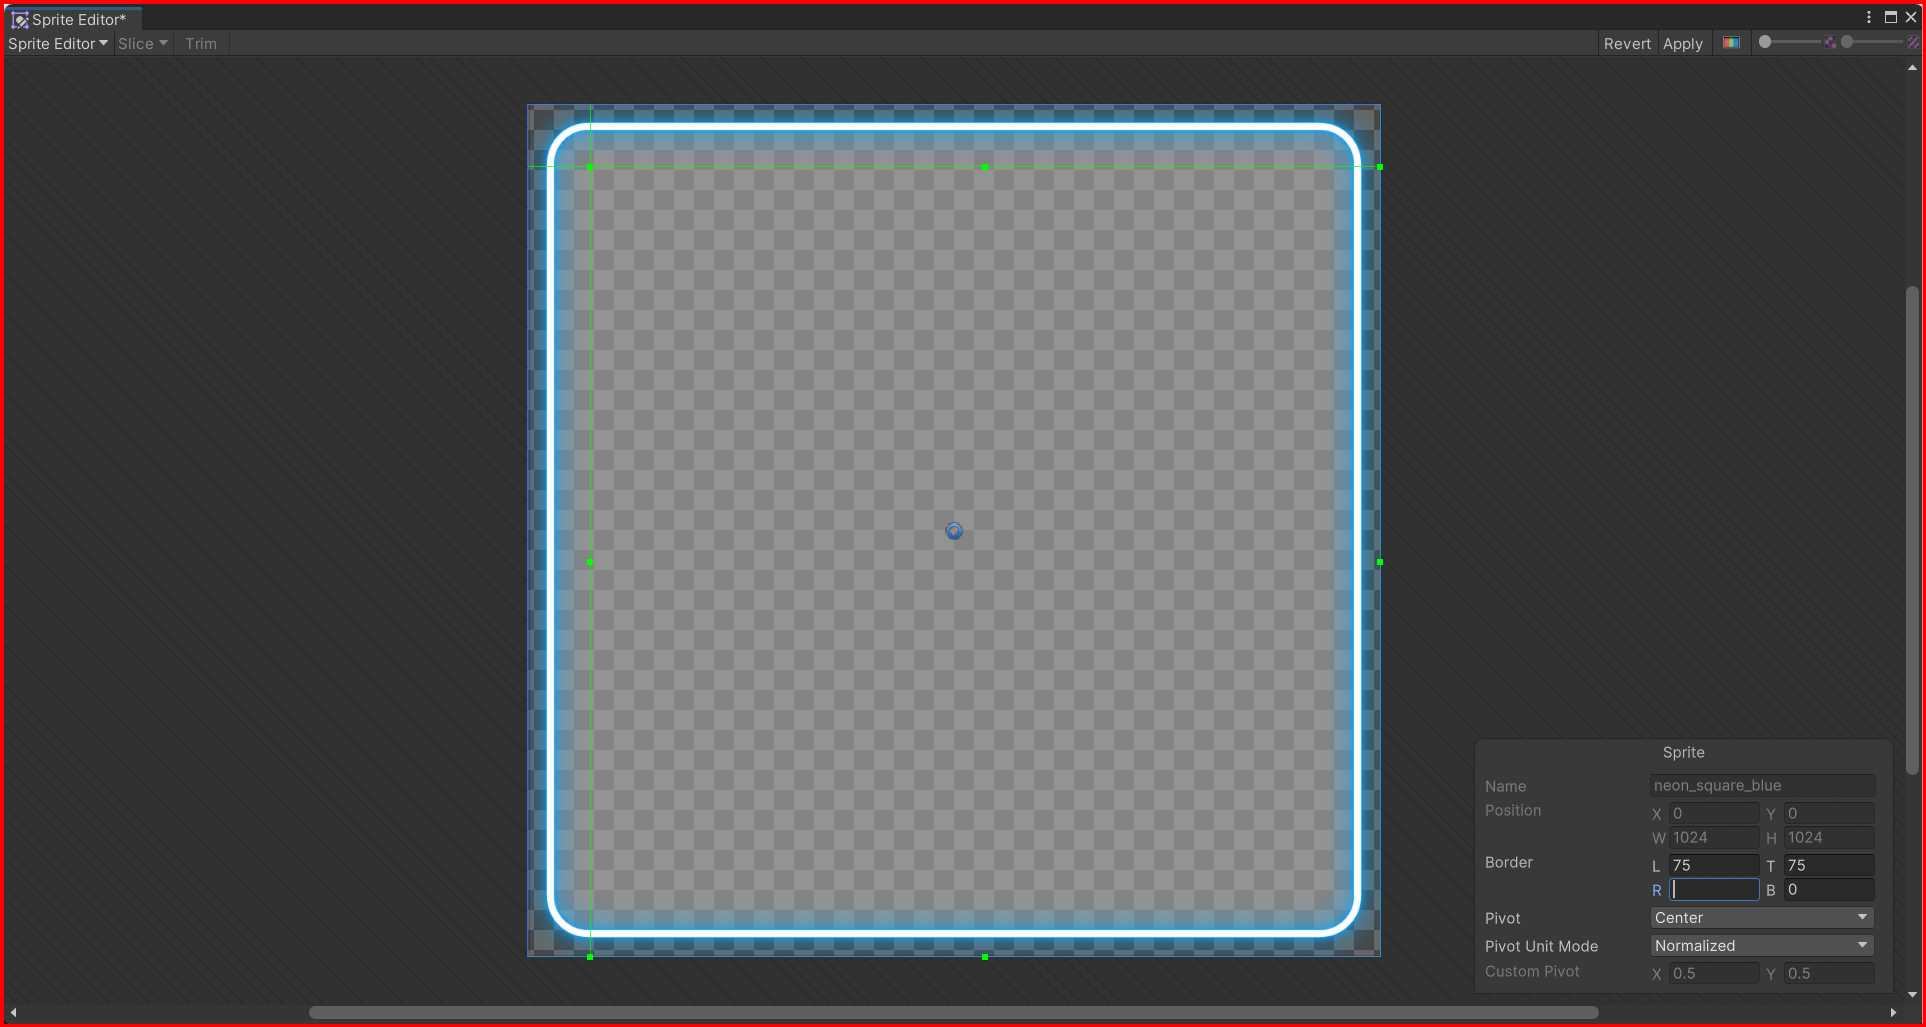 Sprite Editor*
Sprite Editor Slice Trim Revert Apply
Sprite
Name neon_square_blue
Position X 0 Y 0
W 1024 H 1024
Border L 75 T 75
R B 0
Pivot Center
Pivot Unit Mode Normalized
Custom Pivot X 0.5 Y 0.5